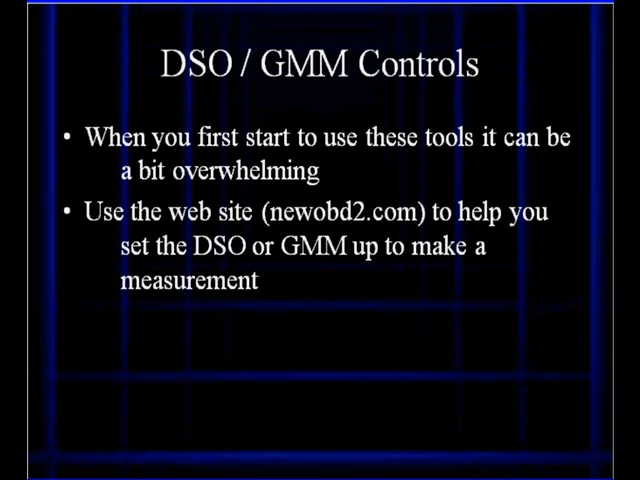 DSO / GMM Controls
• When you first start to use these tools it can be
a bit overwhelming
• Use the web site (newobd2.com) to help you
set the DSO or GMM up to make a
measurement